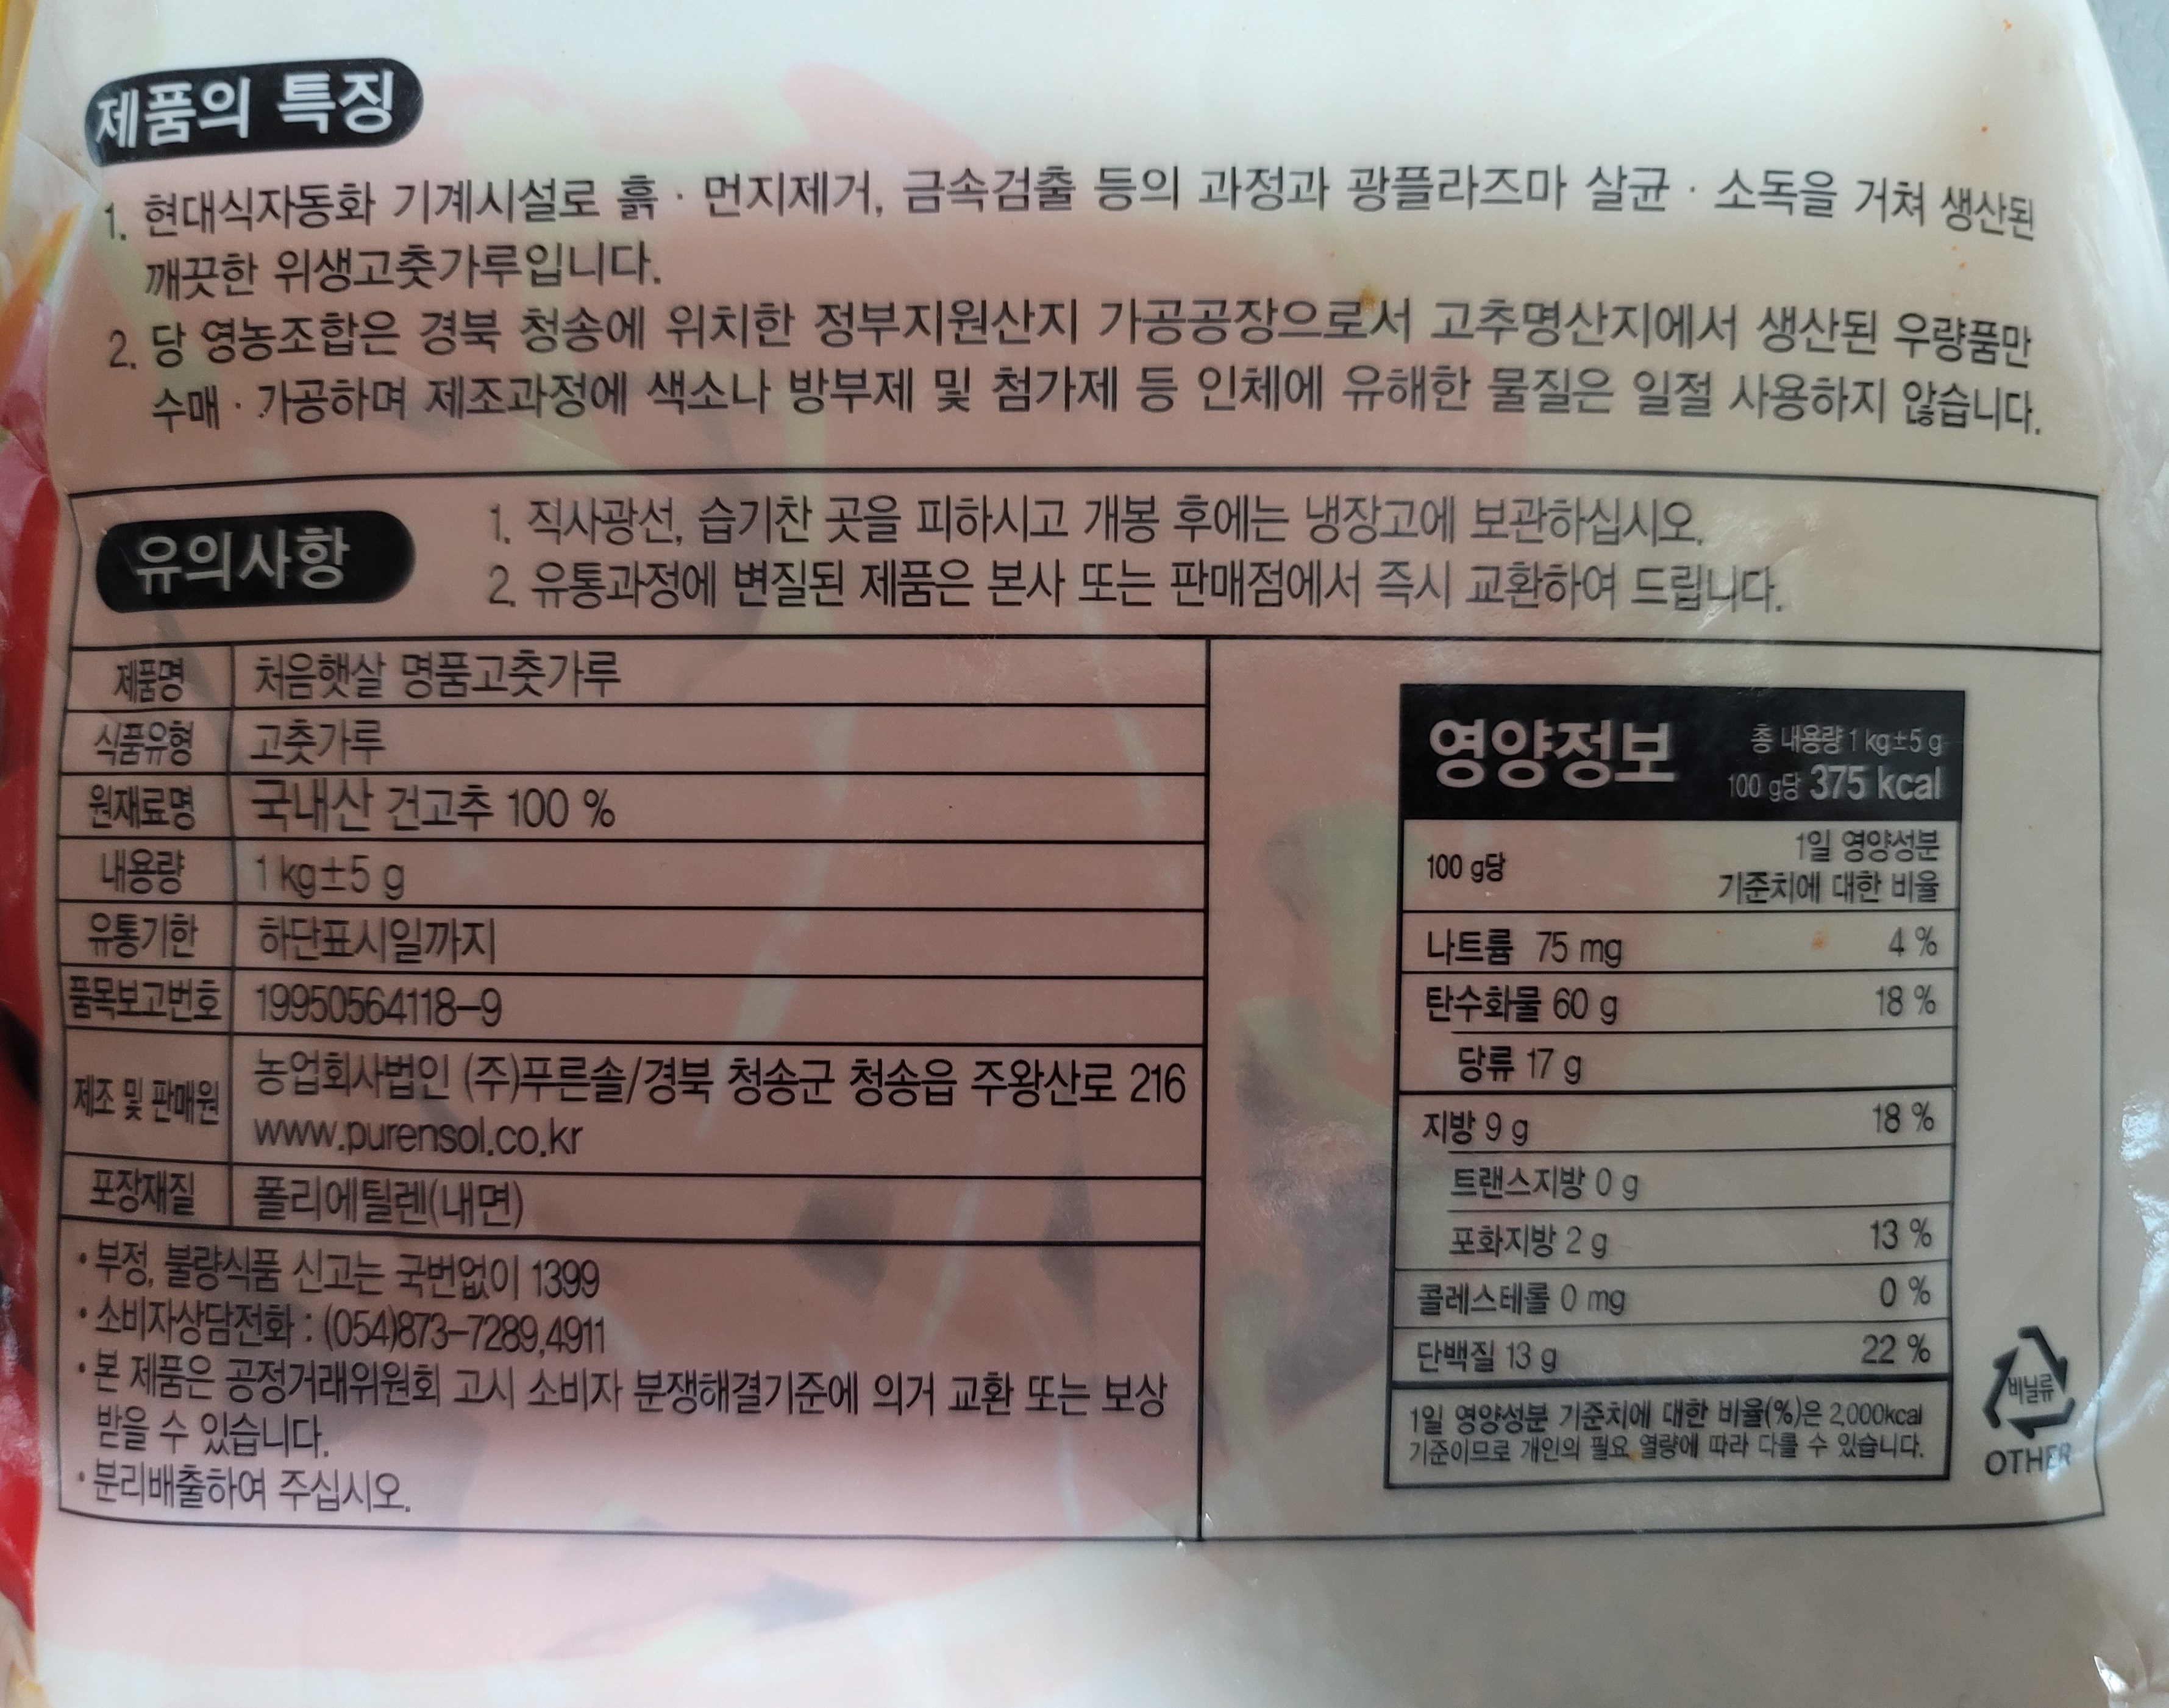 제품의 특징
1. 현대식자동화 기계시설로 흙 · 먼지제거, 금속검출 등의 과정과 광플라즈마 살균 · 소독을 거쳐 생산된
깨끗한 위생고춧가루입니다.
2. 당 영농조합은 경북 청송에 위치한 정부지원산지 가공공장으로서 고추명산지에서 생산된 우량품만
수매 · 가공하며 제조과정에 색소나 방부제 및 첨가제 등 인체에 유해한 물질은 일절 사용하지 않습니다.
유의사항
1. 직사광선, 습기찬 곳을 피하시고 개봉 후에는 냉장고에 보관하십시오.
2. 유통과정에 변질된 제품은 본사 또는 판매점에서 즉시 교환하여 드립니다.
제품명 처음햇살 명품고춧가루
식품유형 고춧가루
원재료명 국내산 건고추 100 %
내용량 1 kg±5 g
유통기한 하단표시일까지
품목보고번호 19950564118-9
제조 및 판매원 농업회사법인 (주)푸른솔/경북 청송군 청송읍 주왕산로 216
www.purensol.co.kr
포장재질 폴리에틸렌(내면)
• 부정, 불량식품 신고는 국번없이 1399
• 소비자상담전화 : (054)873-7289,4911
• 본 제품은 공정거래위원회 고시 소비자 분쟁해결기준에 의거 교환 또는 보상
받을 수 있습니다.
• 분리배출하여 주십시오.
영양정보
총 내용량 1 kg±5 g
100 g당 375 kcal
100 g당
1일 영양성분
기준치에 대한 비율
나트륨 75 mg 4 %
탄수화물 60 g 18 %
당류 17 g
지방 9 g 18 %
트랜스지방 0 g
포화지방 2 g 13 %
콜레스테롤 0 mg 0 %
단백질 13 g 22 %
1일 영양성분 기준치에 대한 비율(%)은 2,000kcal
기준이므로 개인의 필요 열량에 따라 다를 수 있습니다.
비닐류
OTHER